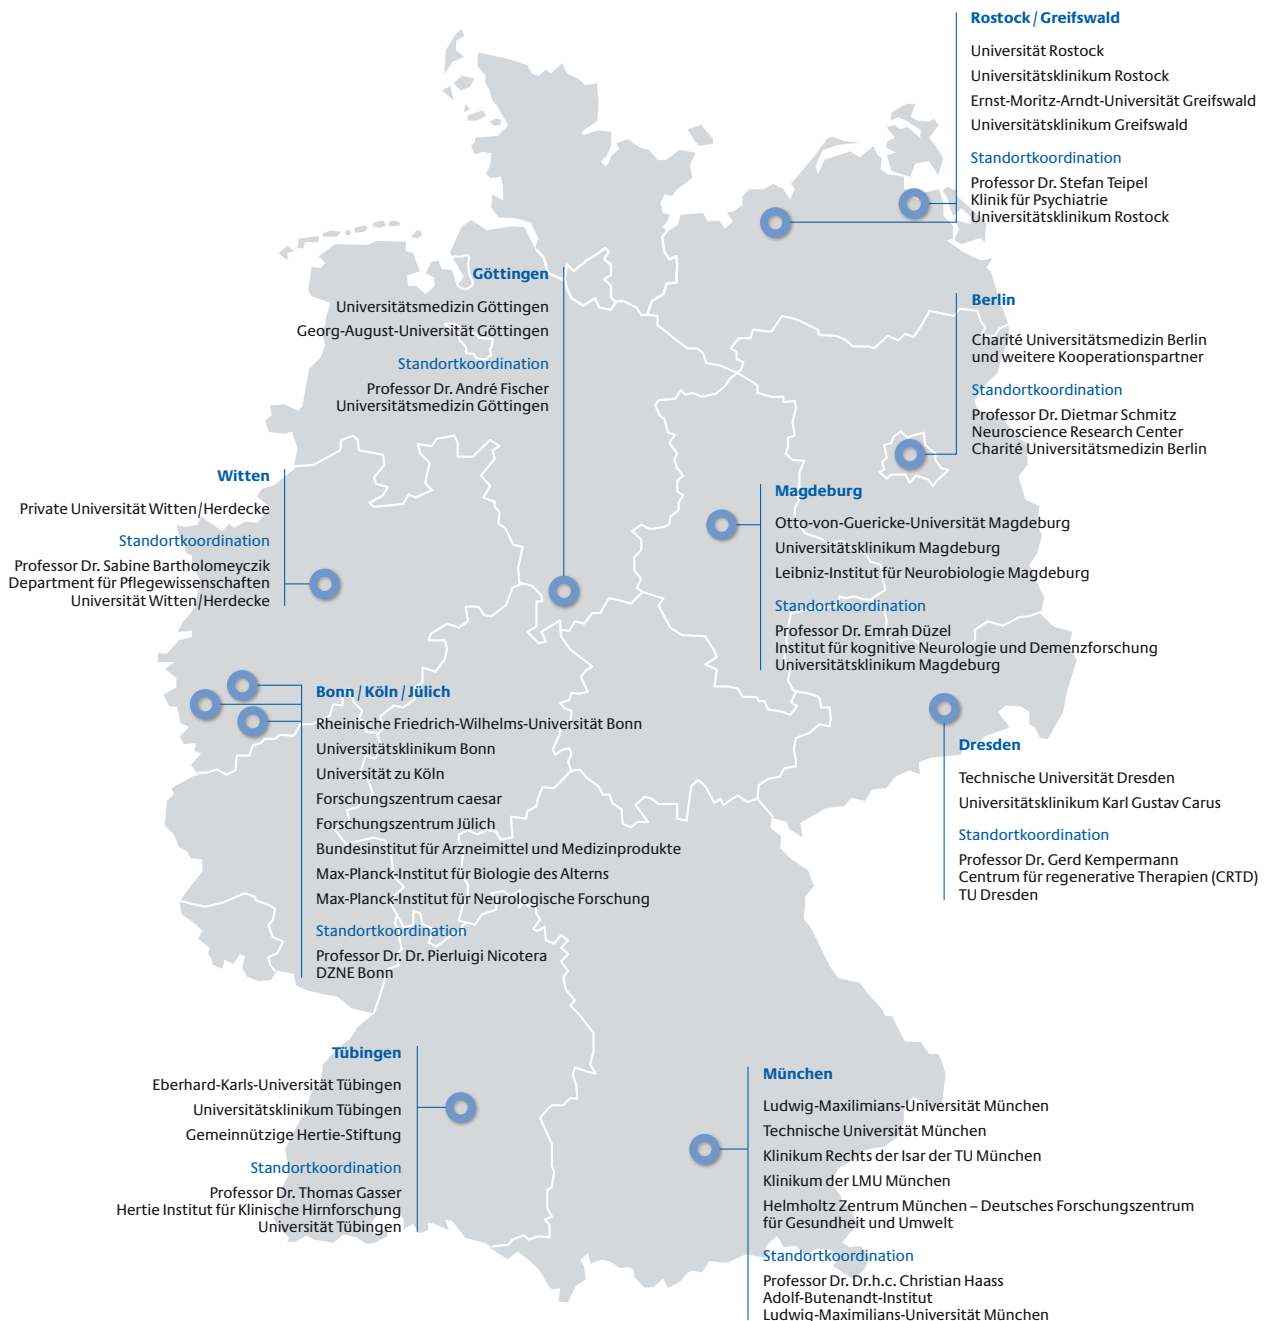 Rostock / Greifswald
Universität Rostock
Universitätsklinikum Rostock
Ernst-Moritz-Arndt-Universität Greifswald
Universitätsklinikum Greifswald
Standortkoordination
Professor Dr. Stefan Teipel
Klinik für Psychiatrie
Universitätsklinikum Rostock
Göttingen
Universitätsmedizin Göttingen
Georg-August-Universität Göttingen
Standortkoordination
Professor Dr. André Fischer
Universitätsmedizin Göttingen
Berlin
Charité Universitätsmedizin Berlin
und weitere Kooperationspartner
Standortkoordination
Professor Dr. Dietmar Schmitz
Neuroscience Research Center
Charité Universitätsmedizin Berlin
Witten
Private Universität Witten/Herdecke
Standortkoordination
Professor Dr. Sabine Bartholomeyczik
Department für Pflegewissenschaften
Universität Witten/Herdecke
Magdeburg
Otto-von-Guericke-Universität Magdeburg
Universitätsklinikum Magdeburg
Leibniz-Institut für Neurobiologie Magdeburg
Standortkoordination
Professor Dr. Emrah Düzel
Institut für kognitive Neurologie und Demenzforschung
Universitätsklinikum Magdeburg
Bonn / Köln / Jülich
Rheinische Friedrich-Wilhelms-Universität Bonn
Universitätsklinikum Bonn
Universität zu Köln
Forschungszentrum caesar
Forschungszentrum Jülich
Bundesinstitut für Arzneimittel und Medizinprodukte
Max-Planck-Institut für Biologie des Alterns
Max-Planck-Institut für Neurologische Forschung
Standortkoordination
Professor Dr. Dr. Pierluigi Nicotera
DZNE Bonn
Dresden
Technische Universität Dresden
Universitätsklinikum Karl Gustav Carus
Standortkoordination
Professor Dr. Gerd Kempermann
Centrum für regenerative Therapien (CRTD)
TU Dresden
Tübingen
Eberhard-Karls-Universität Tübingen
Universitätsklinikum Tübingen
Gemeinnützige Hertie-Stiftung
Standortkoordination
Professor Dr. Thomas Gasser
Hertie Institut für Klinische Hirnforschung
Universität Tübingen
München
Ludwig-Maxilimians-Universität München
Technische Universität München
Klinikum Rechts der Isar der TU München
Klinikum der LMU München
Helmholtz Zentrum München – Deutsches Forschungszentrum
für Gesundheit und Umwelt
Standortkoordination
Professor Dr. Dr.h.c. Christian Haass
Adolf-Butenandt-Institut
Ludwig-Maximilians-Universität München